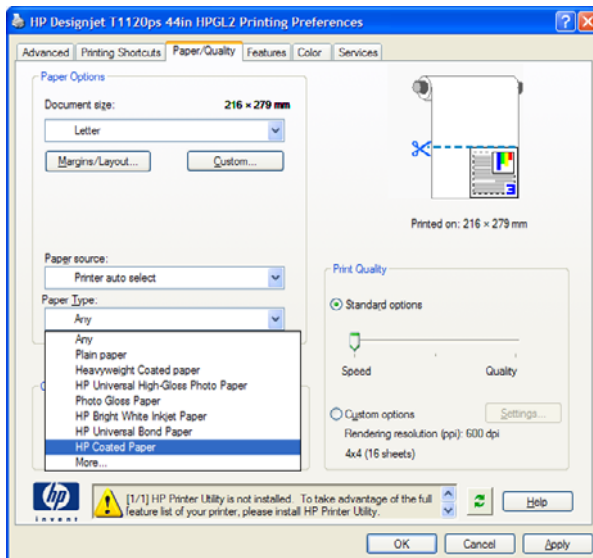 HP Designjet T1120ps 44in HPGL2 Printing Preferences
Advanced Printing Shortcuts Paper/Quality Features Color Services
Paper Options
Document size: 216 × 279 mm
Letter
Margins/Layout... Custom...
Printed on: 216 × 279 mm
Paper source:
Printer auto select
Paper Type:
Any
Any
Plain paper
Heavyweight Coated paper
HP Universal High-Gloss Photo Paper
Photo Gloss Paper
HP Bright White Inkjet Paper
HP Universal Bond Paper
HP Coated Paper
More...
Print Quality
Standard options
Speed Quality
Custom options Settings...
Rendering resolution (ppi): 600 dpi
4x4 (16 sheets)
hp
invent
[1/1] HP Printer Utility is not installed. To take advantage of the full
feature list of your printer, please install HP Printer Utility.
Help
OK Cancel Apply
3